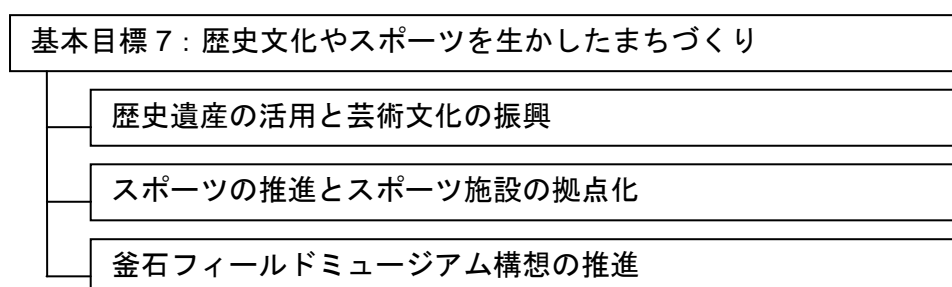 基本目標７：歴史文化やスポーツを生かしたまちづくり
歴史遺産の活用と芸術文化の振興
スポーツの推進とスポーツ施設の拠点化
釜石フィールドミュージアム構想の推進